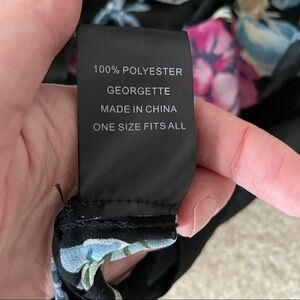 100% POLYESTER
GEORGETTE
MADE IN CHINA
ONE SIZE FITS ALL